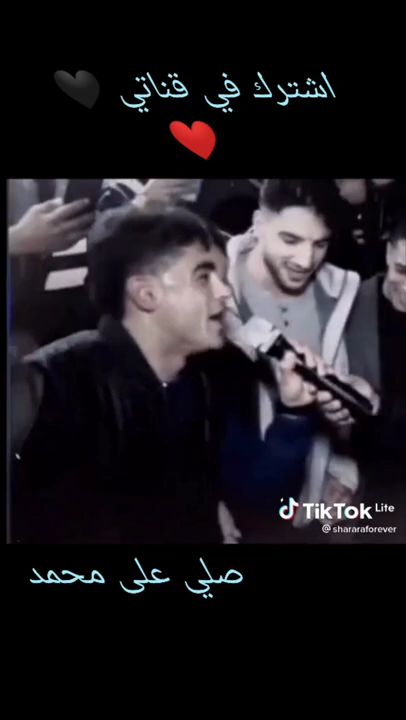 اشترك في قناتي 🖤
❤️
TikTok Lite
@shararaforever
صلي على محمد